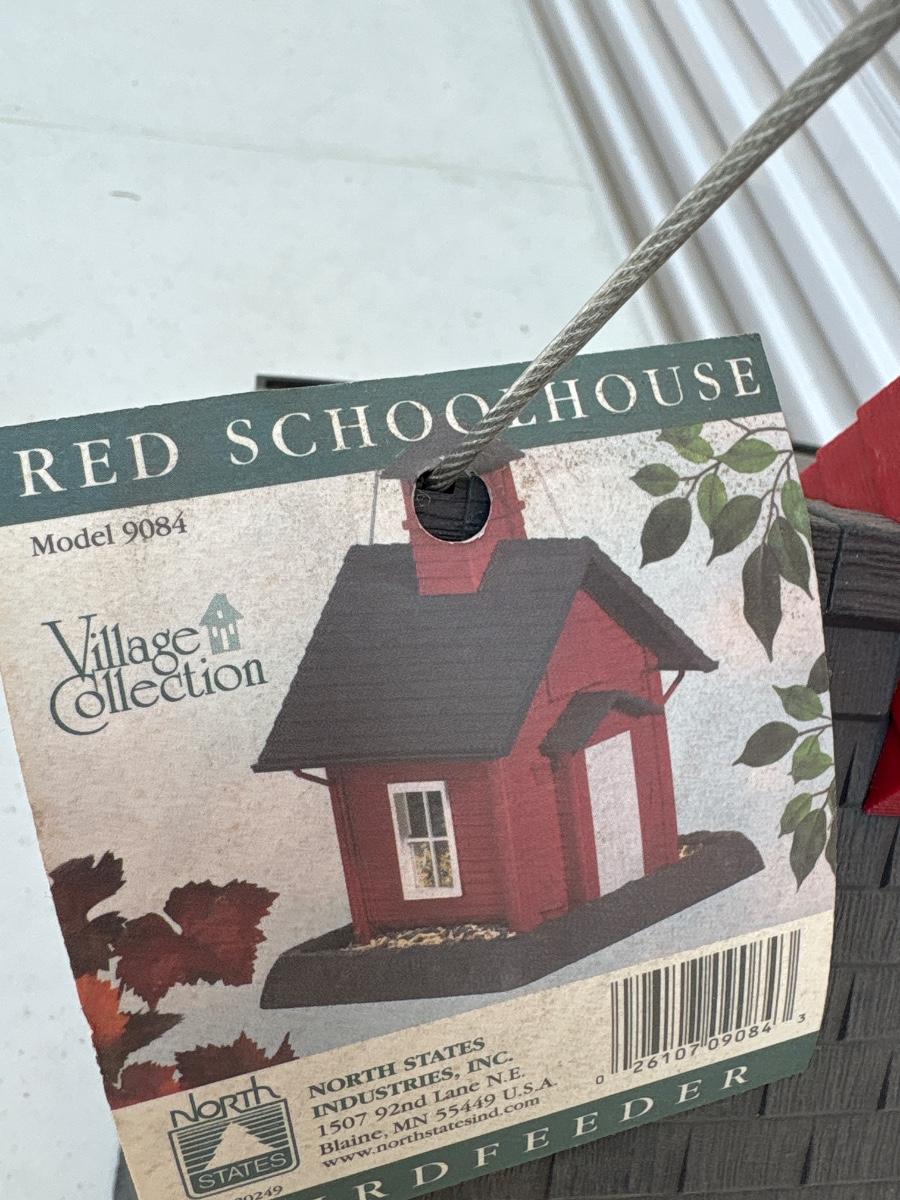 RED SCHOOLHOUSE
Model 9084
Village
Collection
NORTH STATES
INDUSTRIES, INC.
1507 92nd Lane N.E.
Blaine, MN 55449 U.S.A.
www.northstatesind.com
North
STATES
0 26107 09084 3
RDFEEDER